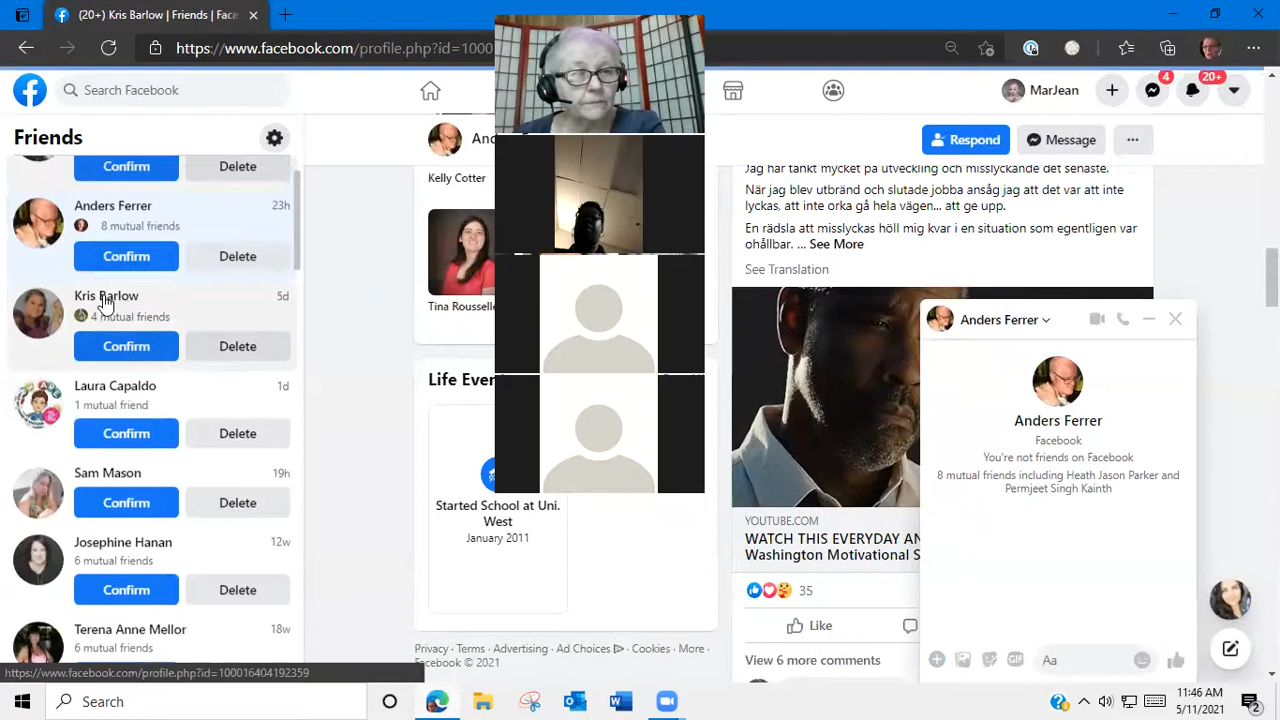 (20+) Kris Barlow | Friends | Face
https://www.facebook.com/profile.php?id=1000
Search Facebook
MarJean
4
20+
Friends
Confirm
Delete
Anders Ferrer
23h
8 mutual friends
Confirm
Delete
Kris Barlow
5d
4 mutual friends
Confirm
Delete
Laura Capaldo
1d
1 mutual friend
Confirm
Delete
Sam Mason
19h
Confirm
Delete
Josephine Hanan
12w
6 mutual friends
Confirm
Delete
Terena Anne Mellor
18w
6 mutual friends
https://www.facebook.com/profile.php?id=100016404192359
Kelly Cotter
Tina Rousselle
Life Even
Started School at Uni.
West
January 2011
Privacy · Terms · Advertising · Ad Choices · Cookies · More ·
Facebook © 2021
Respond
Message
Jag har tänkt mycket på utveckling och misslyckande det senaste.
När jag blev utbränd och slutade jobba ansåg jag att det var att inte
lyckas, att inte orka gå hela vägen... att ge upp.
En rädsla att misslyckas höll mig kvar i en situation som egentligen var
ohållbar. ... See More
See Translation
YOUTUBE.COM
WATCH THIS EVERYDAY AN
Washington Motivational S
35
Like
View 6 more comments
Anders Ferrer
Anders Ferrer
Facebook
You're not friends on Facebook
8 mutual friends including Heath Jason Parker and
Permjeet Singh Kainth
GIF
Aa
Search
11:46 AM
5/11/2021
2